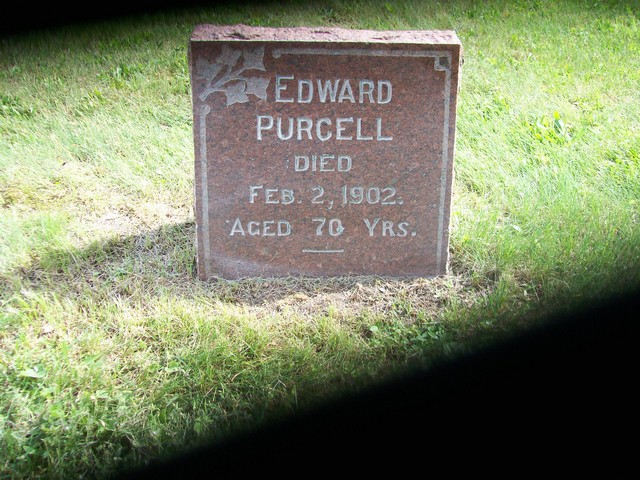 EDWARD
PURCELL
DIED
FEB. 2, 1902.
AGED 70 YRS.